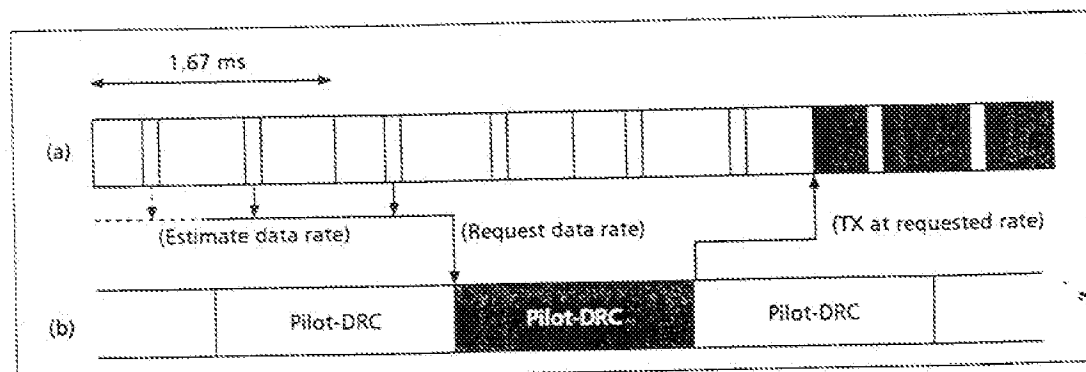 1.67 ms
(a)
(Estimate data rate)
(Request data rate)
(TX at requested rate)
(b)
Pilot-DRC
Pilot-DRC
Pilot-DRC